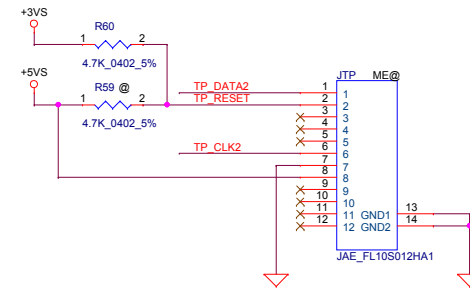 +3VS
R60
1 2
4.7K_0402_5%
+5VS
R59 @
1 2
4.7K_0402_5%
JTP ME@
TP_DATA2 1 1
TP_RESET 2 2
3 3
4 4
5 5
TP_CLK2 6 6
7 7
8 8
9 9
10 10
11 11 GND1 13
12 12 GND2 14
JAE_FL10S012HA1